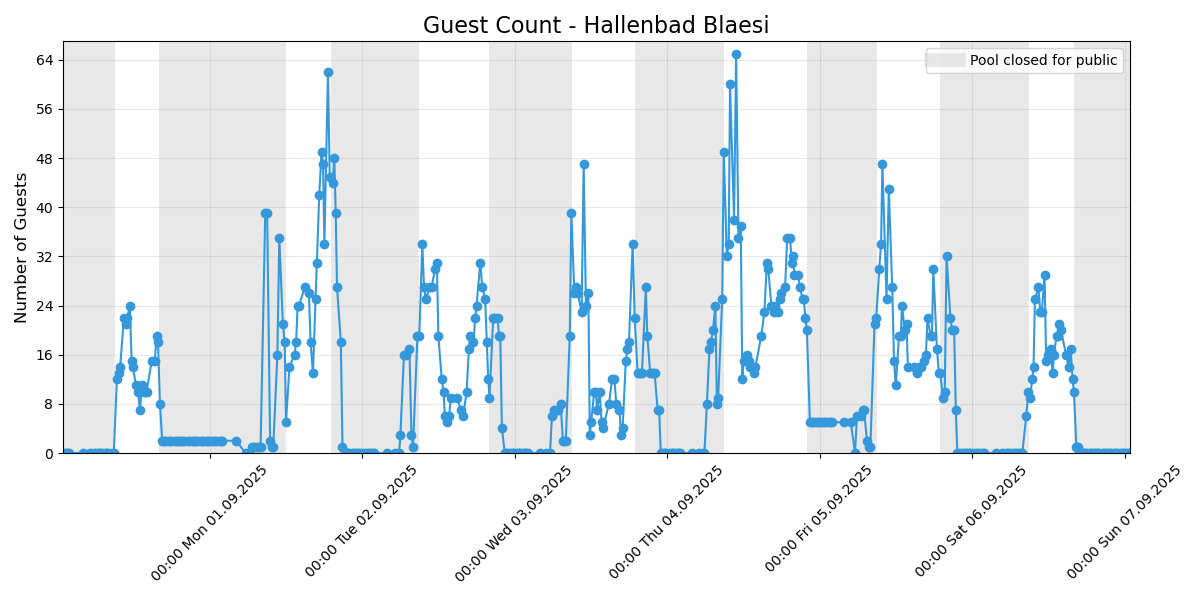 Guest Count - Hallenbad Blaesi
Pool closed for public
Number of Guests
64
56
48
40
32
24
16
8
0
00:00 Mon 01.09.2025
00:00 Tue 02.09.2025
00:00 Wed 03.09.2025
00:00 Thu 04.09.2025
00:00 Fri 05.09.2025
00:00 Sat 06.09.2025
00:00 Sun 07.09.2025